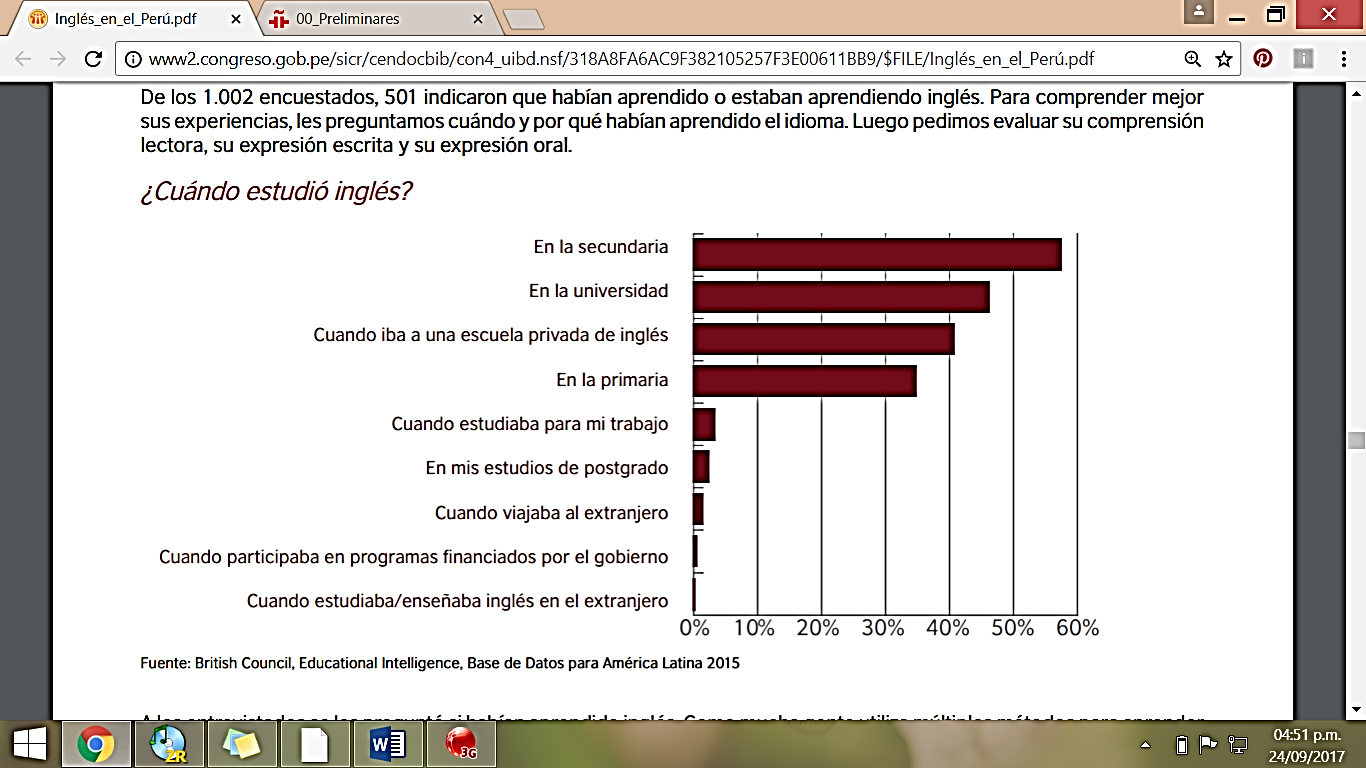 Inglés_en_el_Perú.pdf
00_Preliminares
www2.congreso.gob.pe/sicr/cendocbib/con4_uibd.nsf/318A8FA6AC9F382105257F3E00611BB9/$FILE/Inglés_en_el_Perú.pdf
De los 1.002 encuestados, 501 indicaron que habían aprendido o estaban aprendiendo inglés. Para comprender mejor
sus experiencias, les preguntamos cuándo y por qué habían aprendido el idioma. Luego pedimos evaluar su comprensión
lectora, su expresión escrita y su expresión oral.
¿Cuándo estudió inglés?
En la secundaria
En la universidad
Cuando iba a una escuela privada de inglés
En la primaria
Cuando estudiaba para mi trabajo
En mis estudios de postgrado
Cuando viajaba al extranjero
Cuando participaba en programas financiados por el gobierno
Cuando estudiaba/enseñaba inglés en el extranjero
0% 10% 20% 30% 40% 50% 60%
Fuente: British Council, Educational Intelligence, Base de Datos para América Latina 2015
ZR
3G
04:51 p.m.
24/09/2017